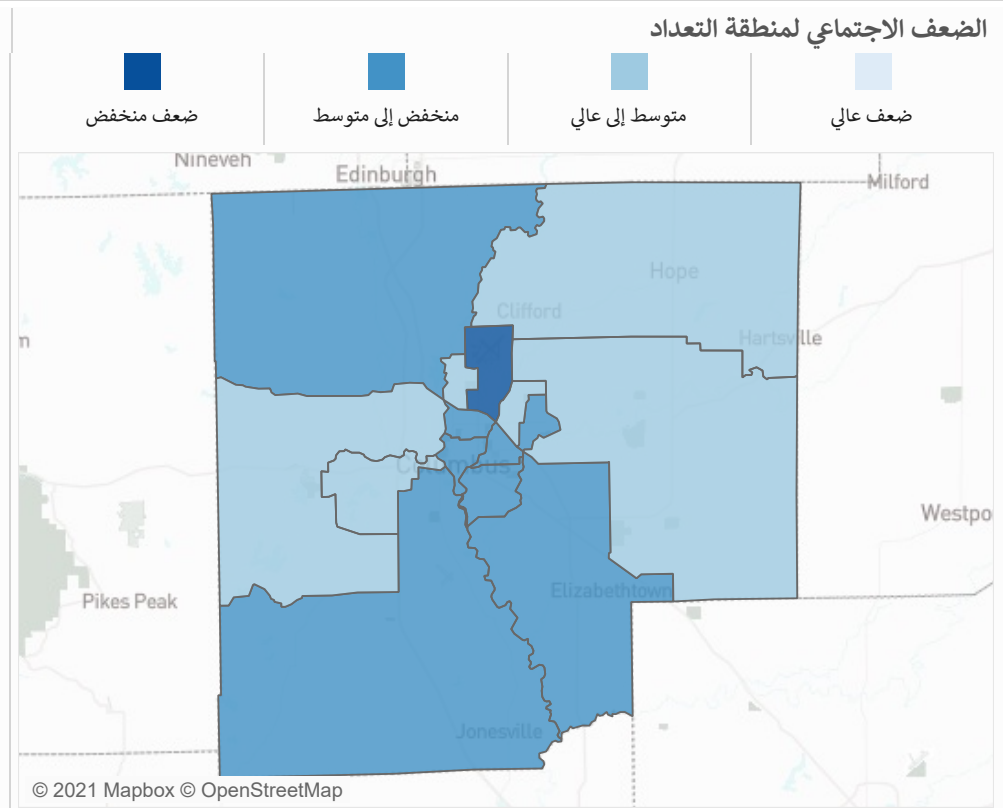 الضعف الاجتماعي لمنطقة التعداد
ضعف عالي
متوسط إلى عالي
منخفض إلى متوسط
ضعف منخفض
Nineveh
Edinburgh
Milford
Hope
Clifford
Hartsville
Columbus
Westpo
Elizabethtown
Pikes Peak
Jonesville
© 2021 Mapbox © OpenStreetMap